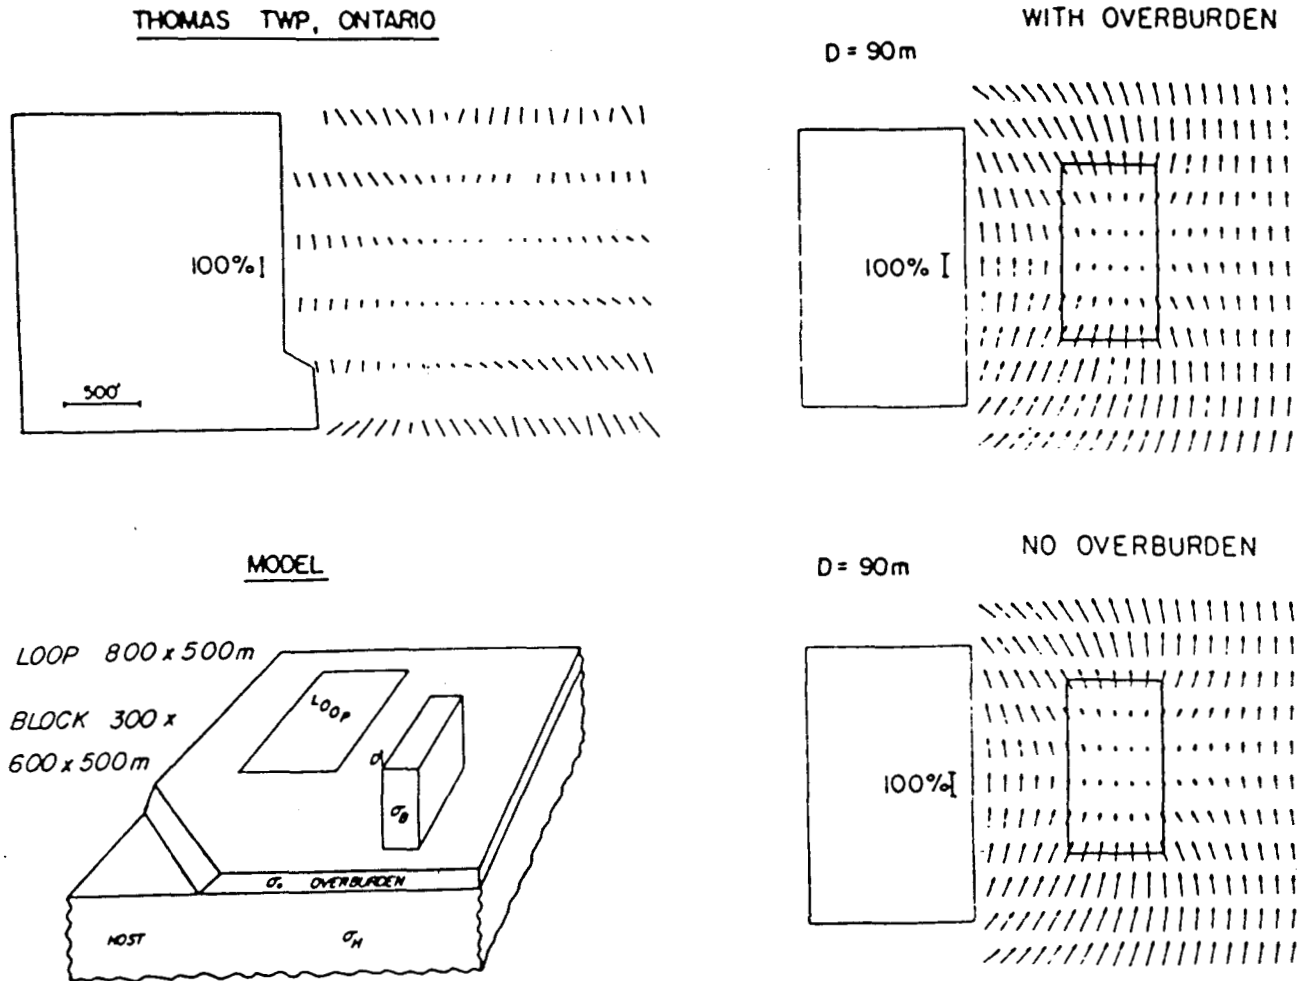 THOMAS TWP, ONTARIO
100%
500'
WITH OVERBURDEN
D = 90m
100%
MODEL
LOOP 800 x 500m
BLOCK 300 x
600 x 500m
LOOP
d
σB
σo OVERBURDEN
HOST
σH
NO OVERBURDEN
D = 90m
100%